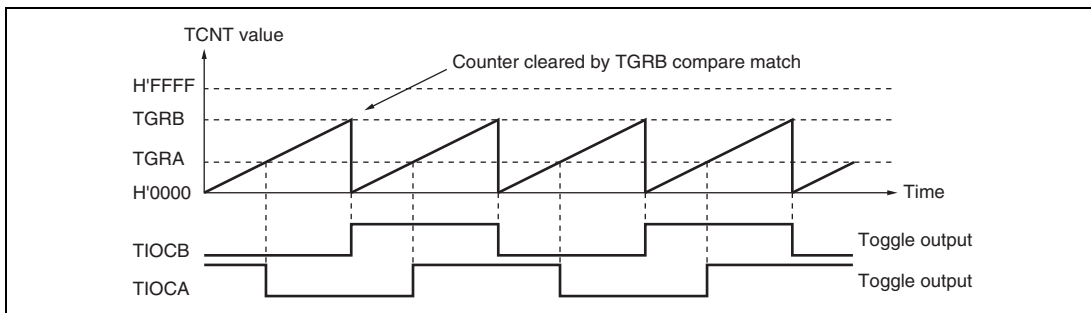 TCNT value
Counter cleared by TGRB compare match
H'FFFF
TGRB
TGRA
H'0000
Time
TIOCB
Toggle output
TIOCA
Toggle output